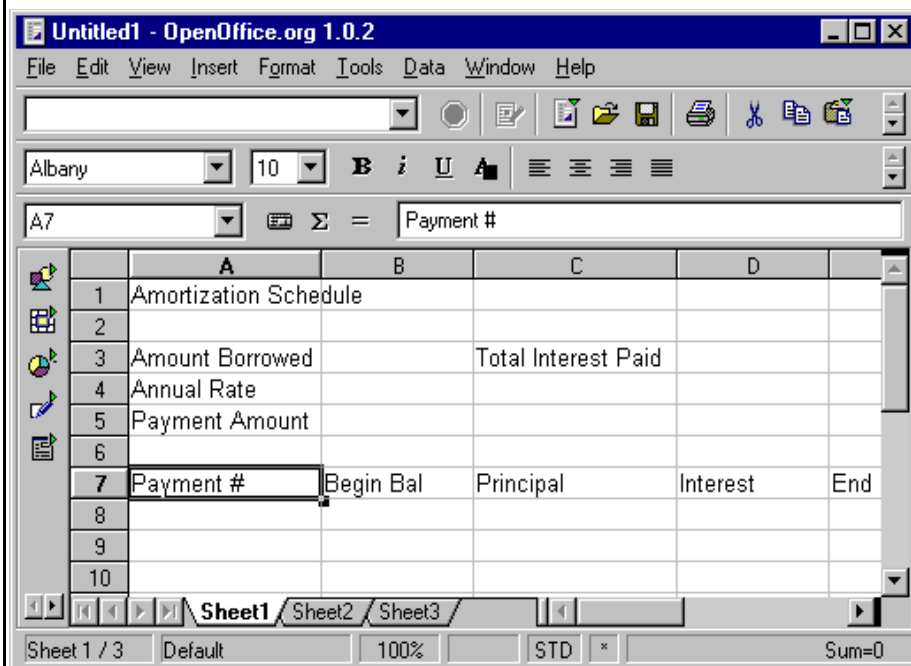 Untitled1 - OpenOffice.org 1.0.2
File Edit View Insert Format Tools Data Window Help
Albany 10 B i U A
A7 Σ = Payment #
A B C D
1 Amortization Schedule
2
3 Amount Borrowed Total Interest Paid
4 Annual Rate
5 Payment Amount
6
7 Payment # Begin Bal Principal Interest End
8
9
10
Sheet1 Sheet2 Sheet3
Sheet 1 / 3 Default 100% STD * Sum=0